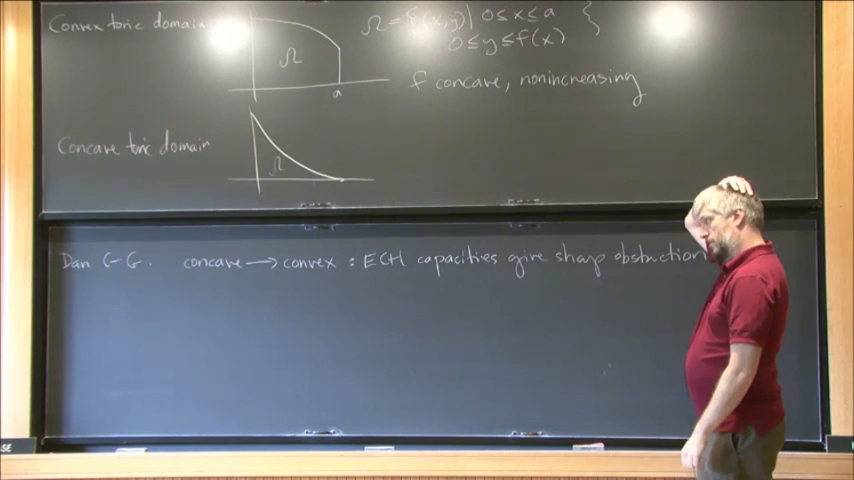 Convex toric domain
Ω
a
Ω = {(x,y) | 0≤x≤a
0≤y≤f(x) }
f concave, nonincreasing
Concave toric domain
Ω
Dan C-G. concave → convex : ECH capacities give sharp obstruction